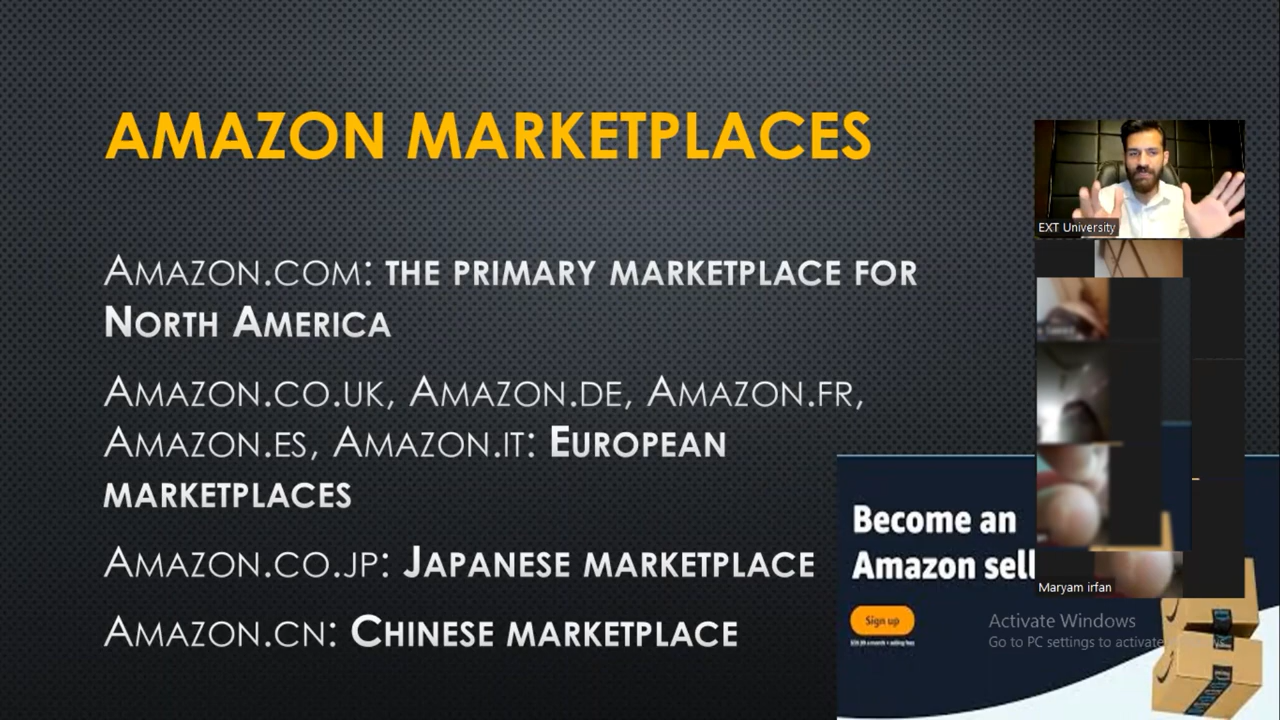 AMAZON MARKETPLACES
AMAZON.COM: THE PRIMARY MARKETPLACE FOR
NORTH AMERICA
AMAZON.CO.UK, AMAZON.DE, AMAZON.FR,
AMAZON.ES, AMAZON.IT: EUROPEAN
MARKETPLACES
AMAZON.CO.JP: JAPANESE MARKETPLACE
AMAZON.CN: CHINESE MARKETPLACE
EXT University
Become an
Amazon sell
Sign up
Maryam irfan
Activate Windows
Go to PC settings to activate